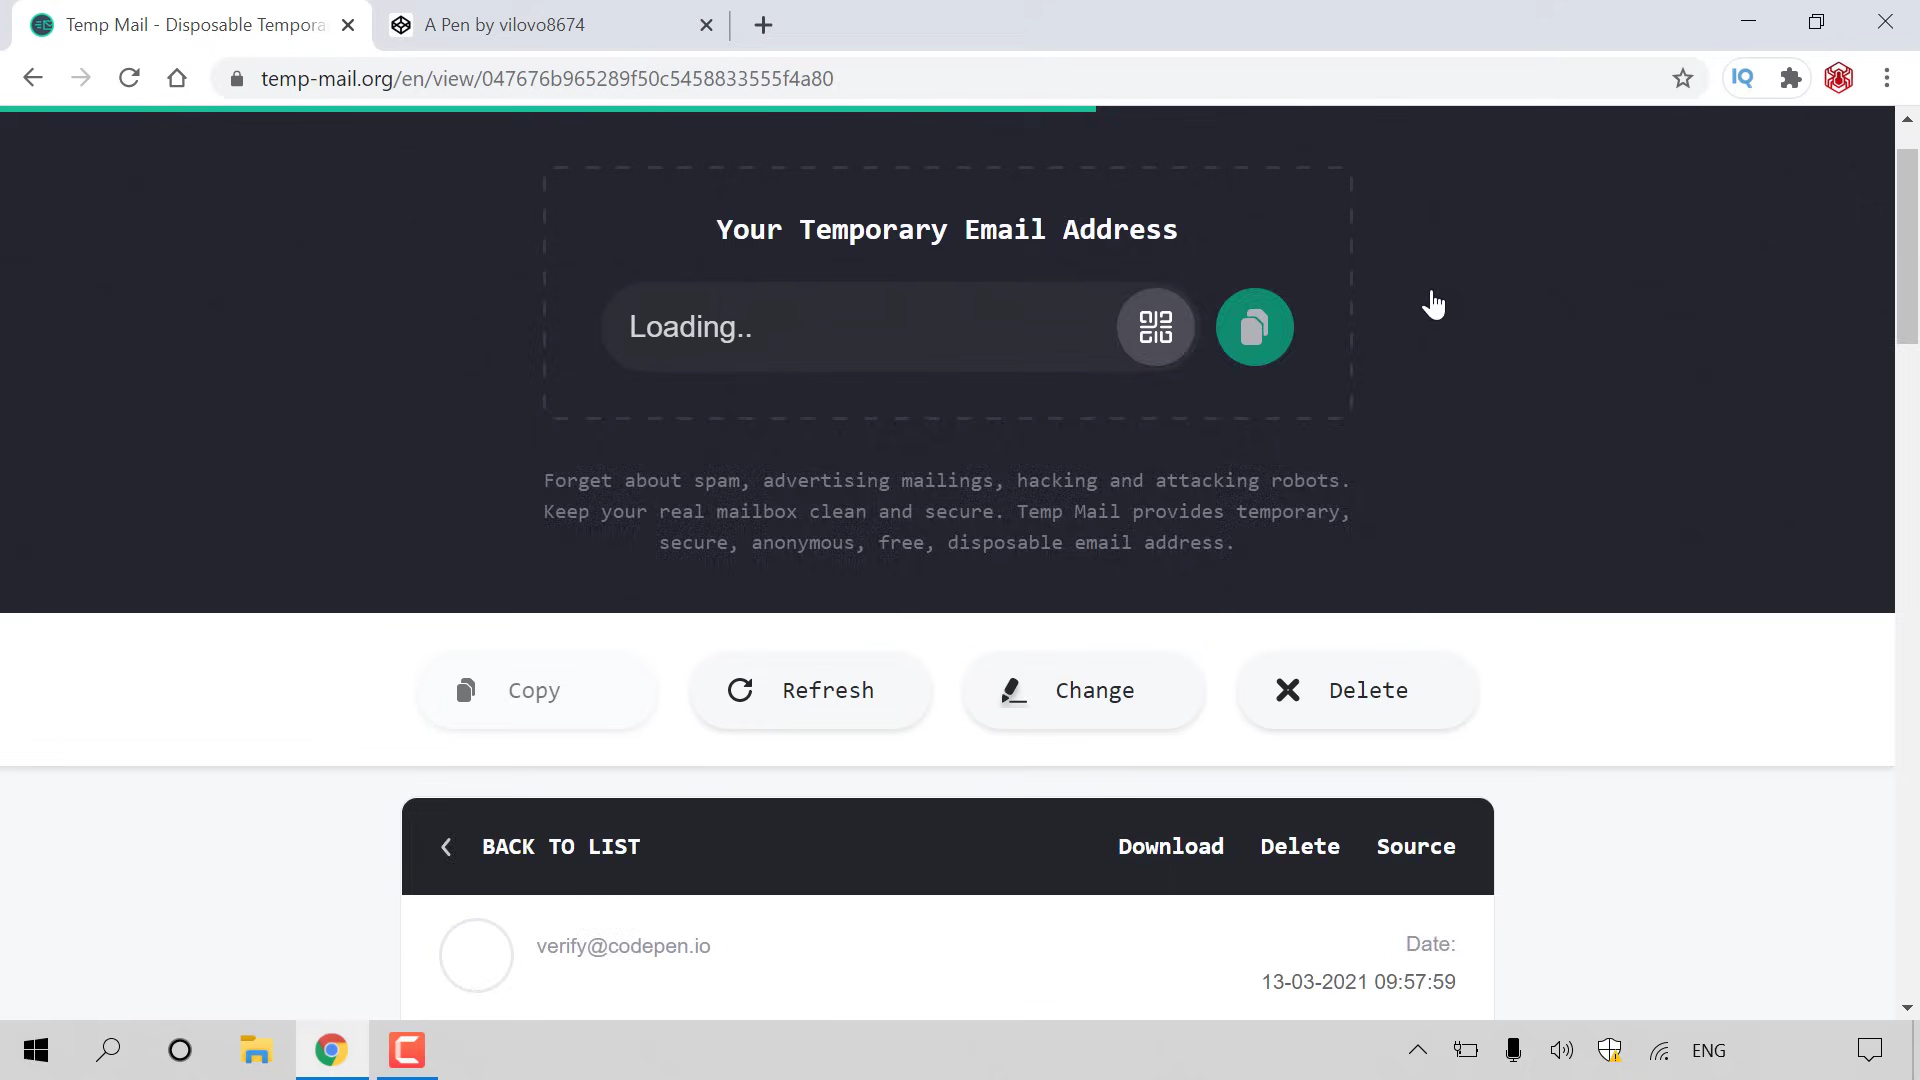 Temp Mail - Disposable Tempora
A Pen by vilovo8674
temp-mail.org/en/view/047676b965289f50c5458833555f4a80
IQ
Your Temporary Email Address
Loading..
Forget about spam, advertising mailings, hacking and attacking robots.
Keep your real mailbox clean and secure. Temp Mail provides temporary,
secure, anonymous, free, disposable email address.
Copy
Refresh
Change
Delete
BACK TO LIST
Download
Delete
Source
verify@codepen.io
Date:
13-03-2021 09:57:59
ENG